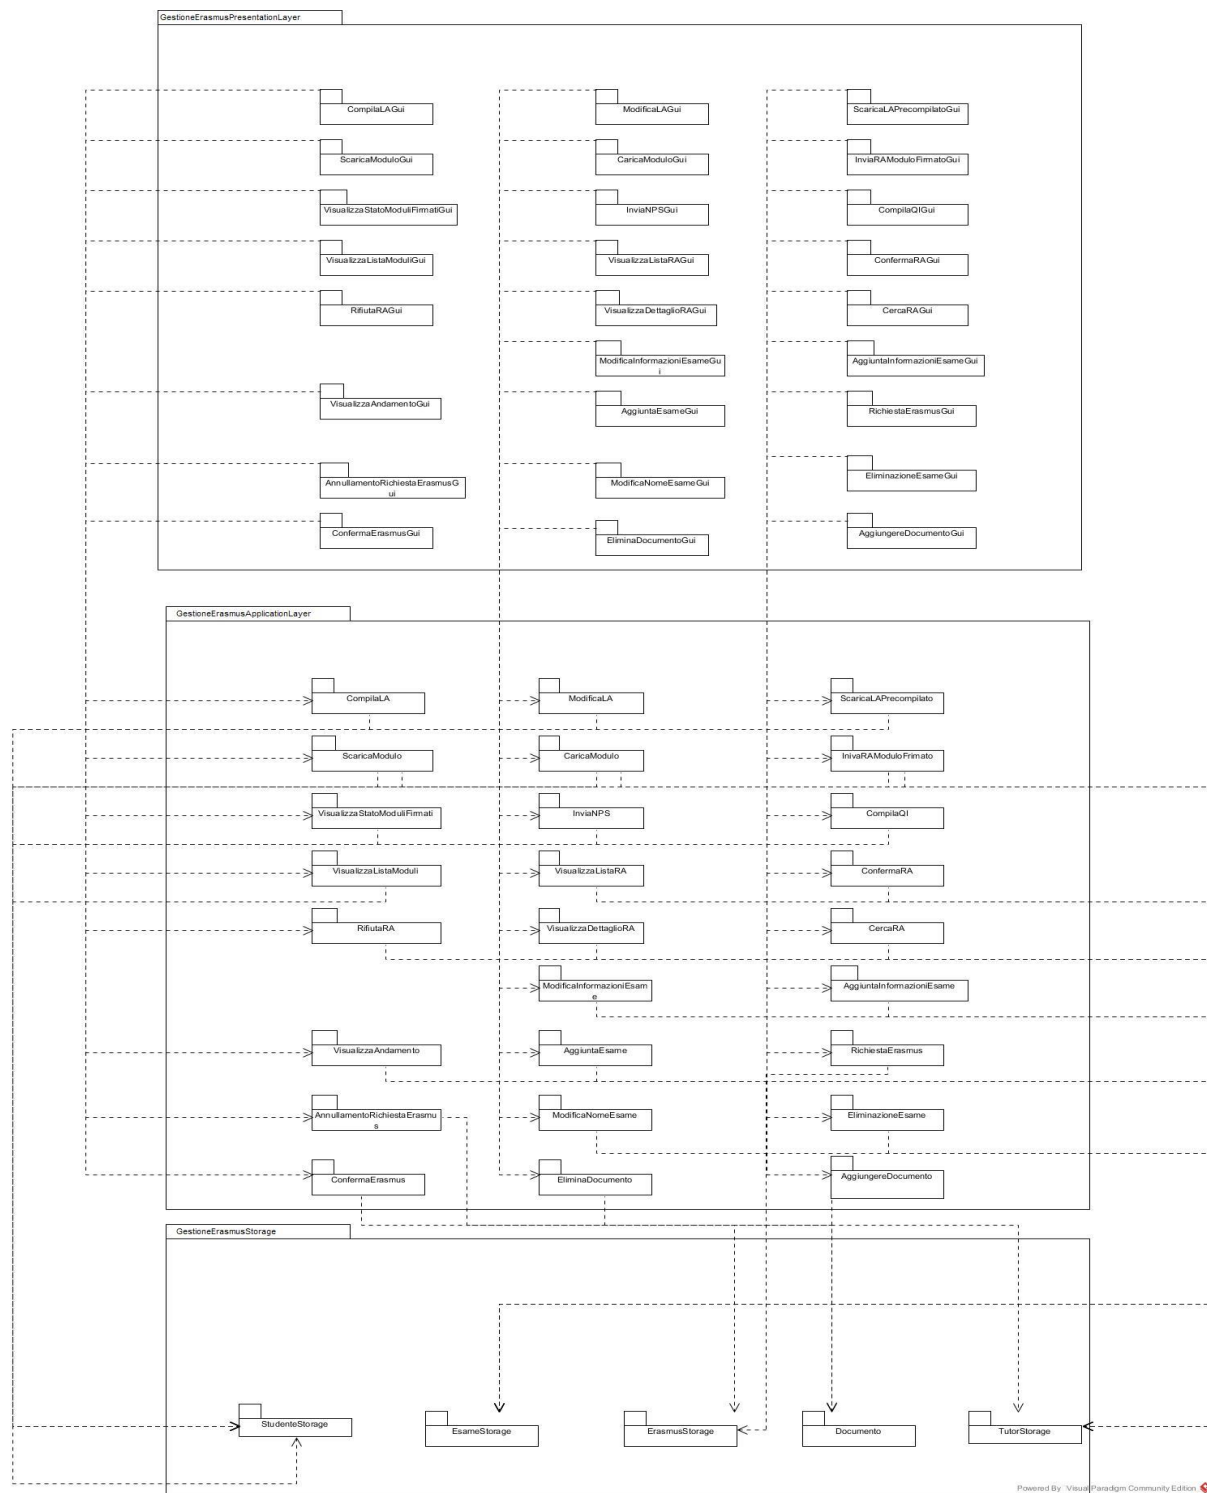 GestioneErasmusPresentationLayer
CompilaLAGui
ModificaLAGui
ScaricaLAPrecompilatoGui
ScaricaModuloGui
CaricaModuloGui
InviaRAModuloFirmatoGui
VisualizzaStatoModuliFirmatiGui
InviaNPSGui
CompilaQIGui
VisualizzaListaModuliGui
VisualizzaListaRAGui
ConfermaRAGui
RifiutaRAGui
VisualizzaDettaglioRAGui
CercaRAGui
ModificaInformazioniEsameGu
i
AggiuntaInformazioniEsameGui
VisualizzaAndamentoGui
AggiuntaEsameGui
RichiestaErasmusGui
AnnullamentoRichiestaErasmusG
ui
ModificaNomeEsameGui
EliminazioneEsameGui
ConfermaErasmusGui
EliminaDocumentoGui
AggiungereDocumentoGui
GestioneErasmusApplicationLayer
CompilaLA
ModificaLA
ScaricaLAPrecompilato
ScaricaModulo
CaricaModulo
InivaRAModuloFrimato
VisualizzaStatoModuliFirmati
InviaNPS
CompilaQI
VisualizzaListaModuli
VisualizzaListaRA
ConfermaRA
RifiutaRA
VisualizzaDettaglioRA
CercaRA
ModificaInformazioniEsam
e
AggiuntaInformazioniEsame
VisualizzaAndamento
AggiuntaEsame
RichiestaErasmus
AnnullamentoRichiestaErasmu
s
ModificaNomeEsame
EliminazioneEsame
ConfermaErasmus
EliminaDocumento
AggiungereDocumento
GestioneErasmusStorage
StudenteStorage
EsameStorage
ErasmusStorage
Documento
TutorStorage
Powered By Visual Paradigm Community Edition